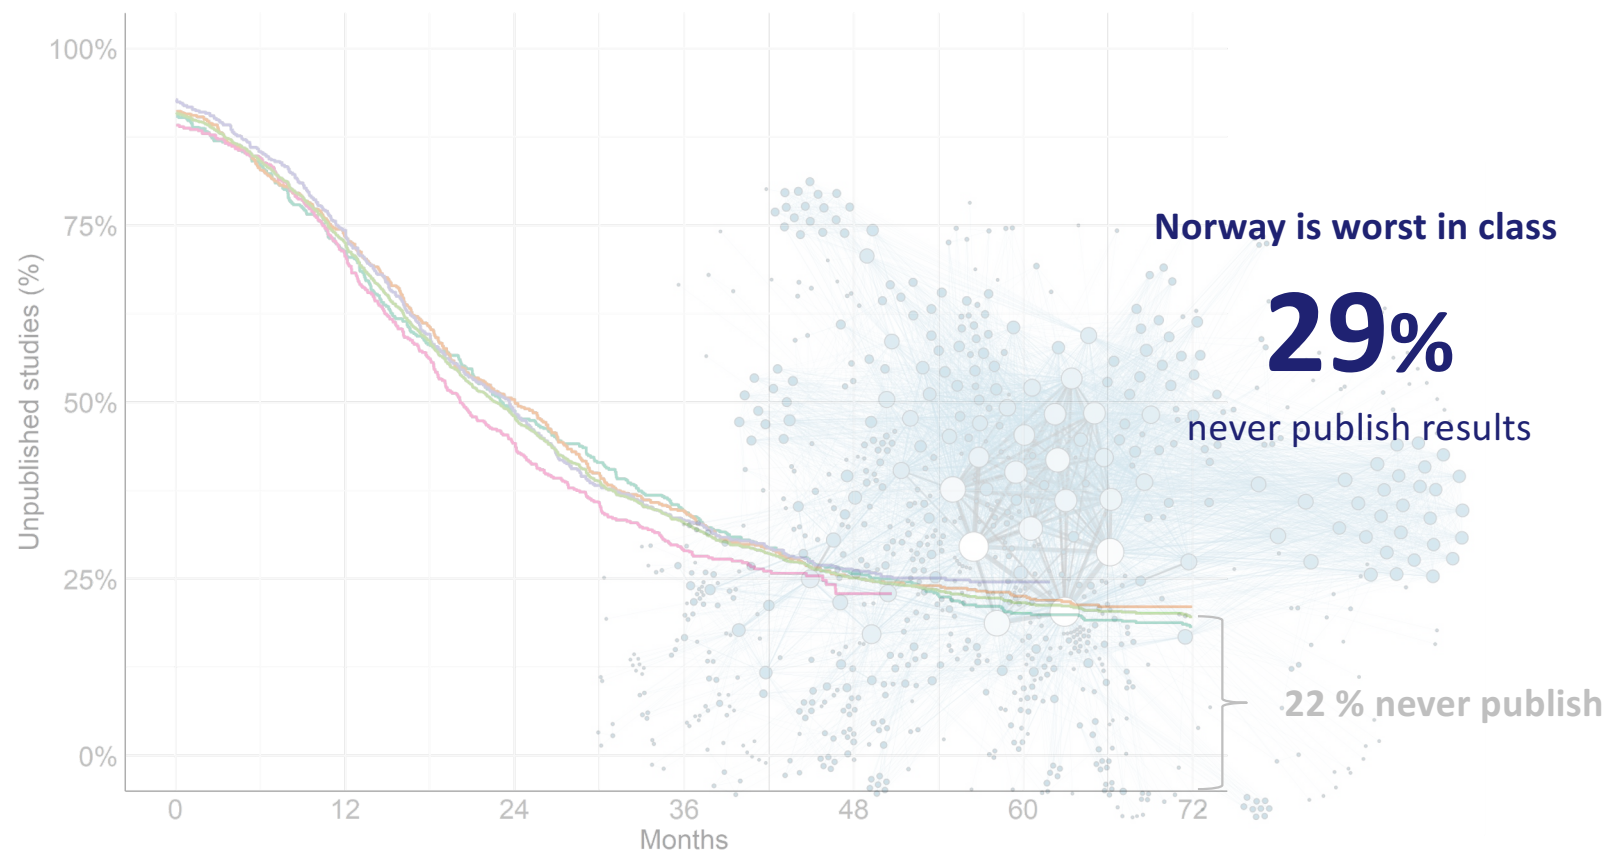 100%
75%
50%
25%
0%
Unpublished studies (%)
0
12
24
36
48
60
72
Months
Norway is worst in class
29%
never publish results
22 % never publish